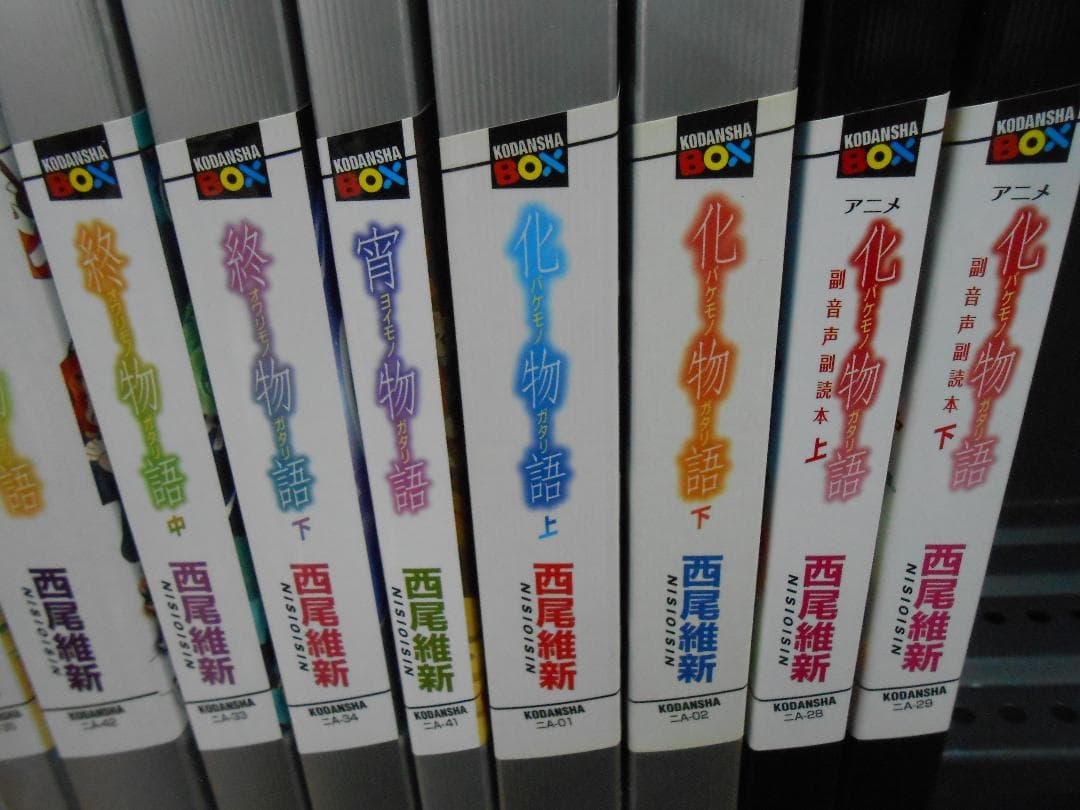 語
西尾維新
NISIOISIN
KODANSHA
ニA-42
KODANSHA BOX
終物語
オワリモノガタリ
中
西尾維新
NISIOISIN
KODANSHA
ニA-33
KODANSHA BOX
終物語
オワリモノガタリ
下
西尾維新
NISIOISIN
KODANSHA
ニA-34
KODANSHA BOX
宵物語
ヨイモノガタリ
西尾維新
NISIOISIN
KODANSHA
ニA-41
KODANSHA BOX
化物語
バケモノガタリ
上
西尾維新
NISIOISIN
KODANSHA
ニA-01
KODANSHA BOX
化物語
バケモノガタリ
下
西尾維新
NISIOISIN
KODANSHA
ニA-02
KODANSHA BOX
アニメ
化物語
バケモノガタリ
副音声副読本 上
西尾維新
NISIOISIN
KODANSHA
ニA-28
KODANSHA BOX
アニメ
化物語
バケモノガタリ
副音声副読本 下
西尾維新
NISIOISIN
KODANSHA
ニA-29